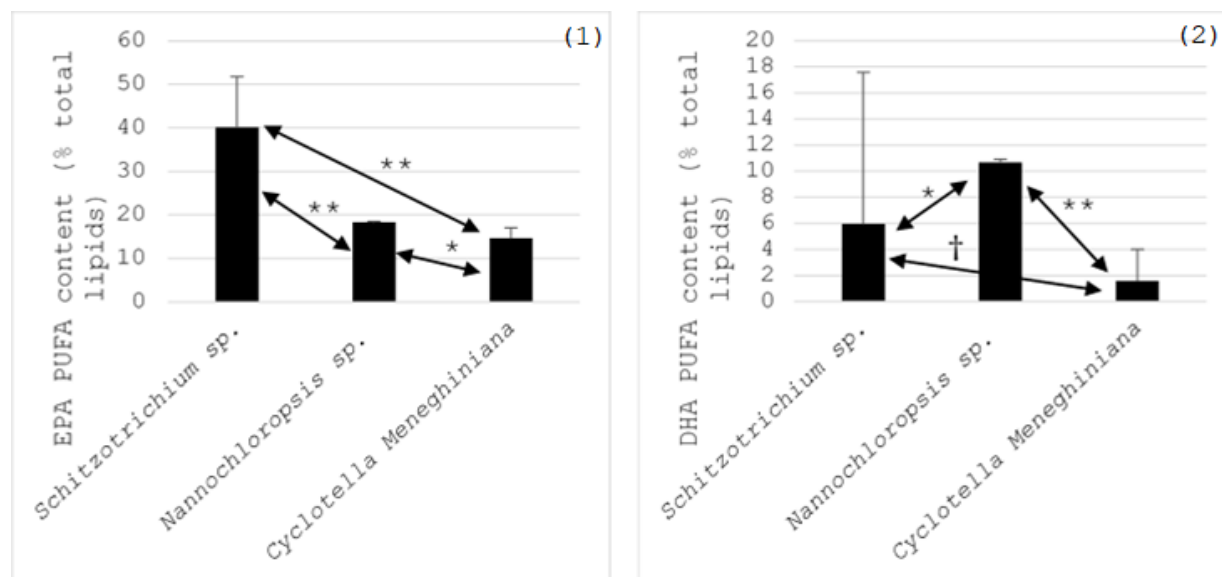 (1)
60
50
40
30
20
10
0
EPA PUFA content (% total
lipids)
**
**
*
Schitzotrichium sp.
Nannochloropsis sp.
Cyclotella Meneghiniana
(2)
20
18
16
14
12
10
8
6
4
2
0
DHA PUFA content (% total
lipids)
*
**
†
Schitzotrichium sp.
Nannochloropsis sp.
Cyclotella Meneghiniana